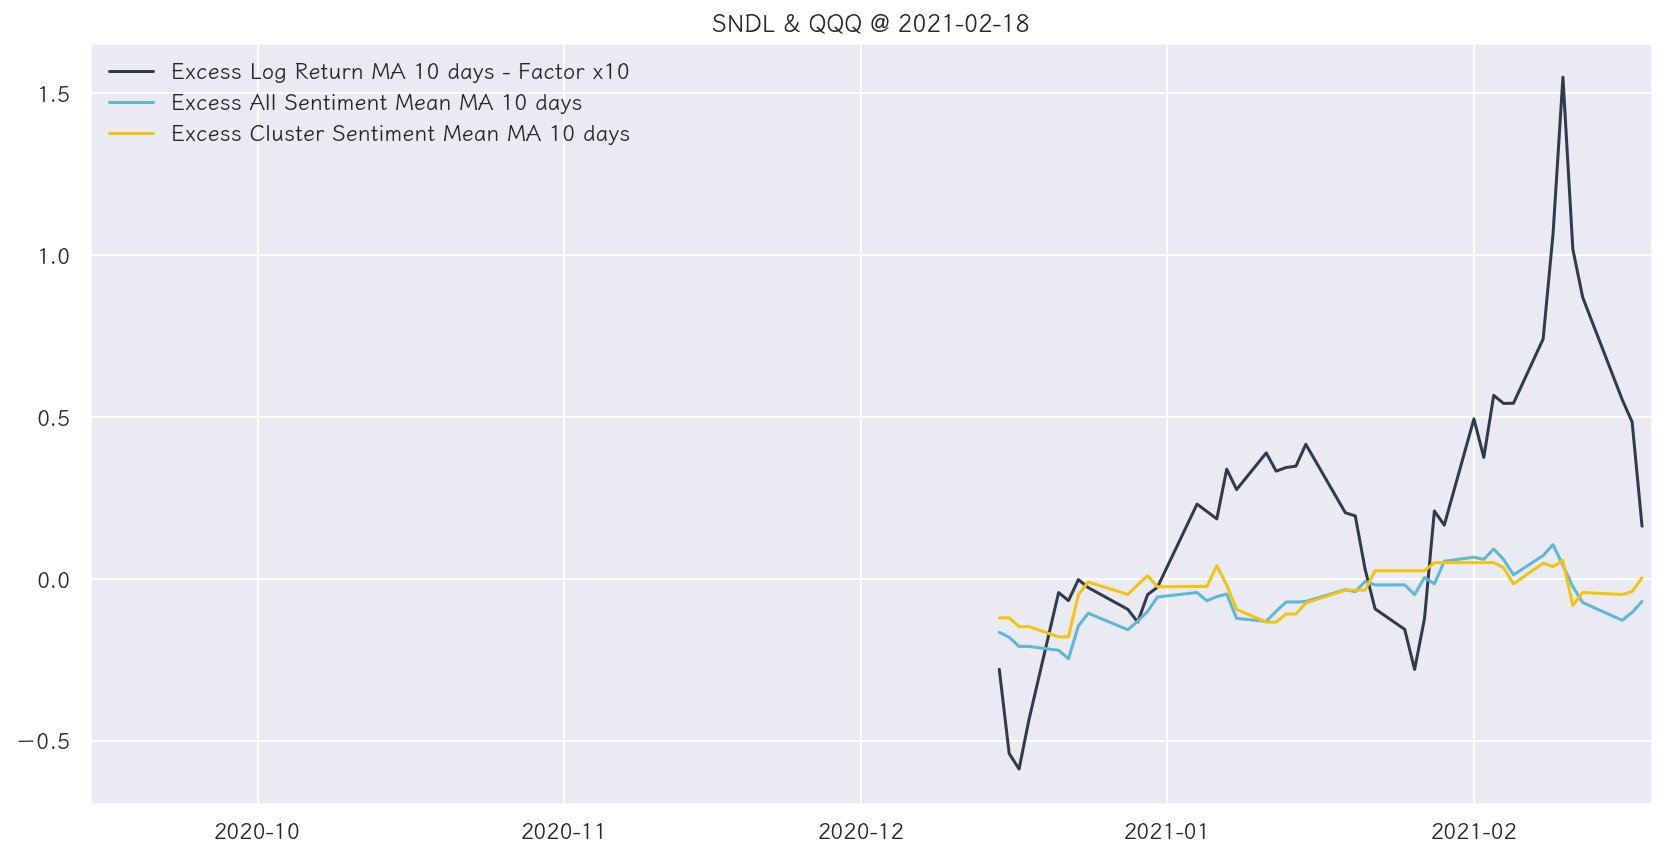 SNDL & QQQ @ 2021-02-18
Excess Log Return MA 10 days - Factor x10
Excess All Sentiment Mean MA 10 days
Excess Cluster Sentiment Mean MA 10 days
1.5
1.0
0.5
0.0
−0.5
2020-10 2020-11 2020-12 2021-01 2021-02